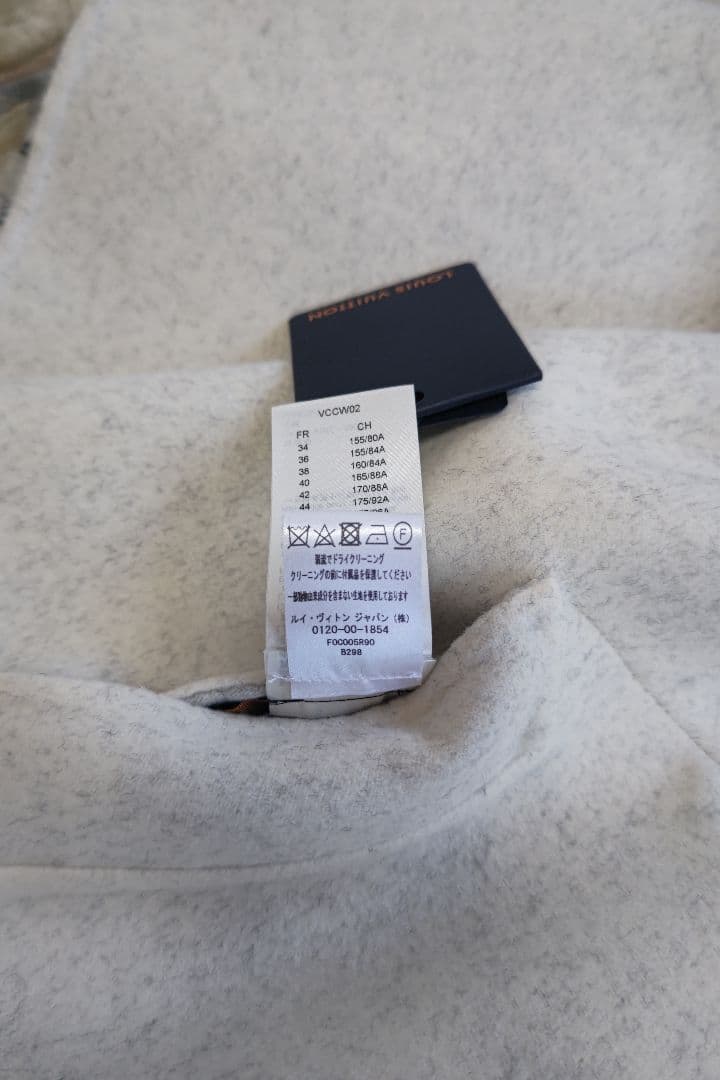 LOUIS VUITTON
VCCW02
FR CH
34 155/80A
36 155/84A
38 160/84A
40 165/88A
42 170/88A
44 175/92A
F
製造でドライクリーニング
クリーニングの前に付属品を保護してください
一部動物由来成分を含まない生地を使用しております
ルイ・ヴィトン ジャパン (株)
0120-00-1854
F0C005R90
B298